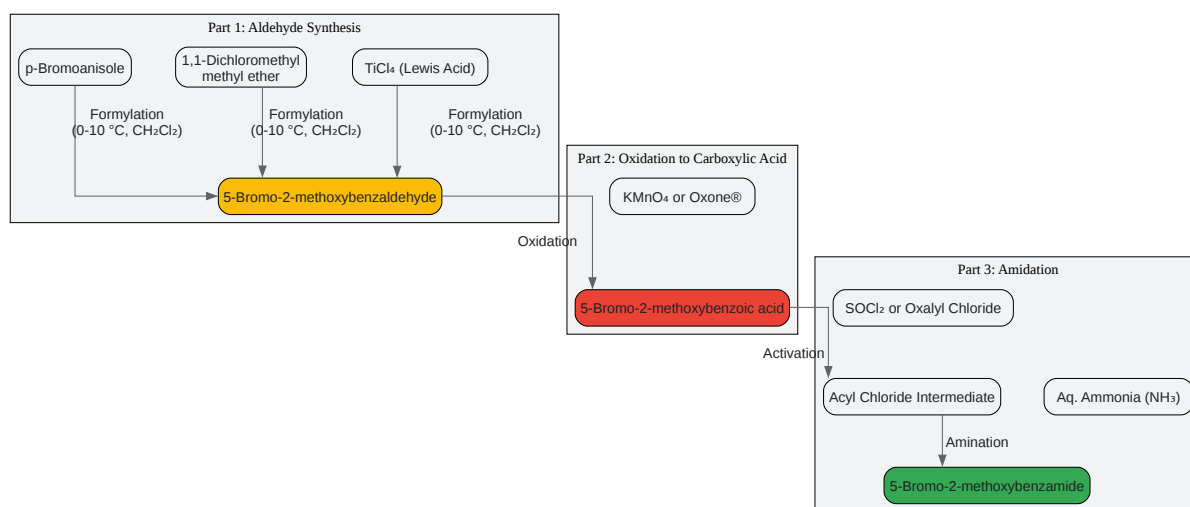 Part 1: Aldehyde Synthesis
p-Bromoanisole
1,1-Dichloromethyl
methyl ether
TiCl₄ (Lewis Acid)
Formylation
(0-10 °C, CH₂Cl₂)
Formylation
(0-10 °C, CH₂Cl₂)
Formylation
(0-10 °C, CH₂Cl₂)
5-Bromo-2-methoxybenzaldehyde
Part 2: Oxidation to Carboxylic Acid
KMnO₄ or Oxone®
Oxidation
5-Bromo-2-methoxybenzoic acid
Part 3: Amidation
SOCl₂ or Oxalyl Chloride
Activation
Acyl Chloride Intermediate
Aq. Ammonia (NH₃)
Amination
5-Bromo-2-methoxybenzamide